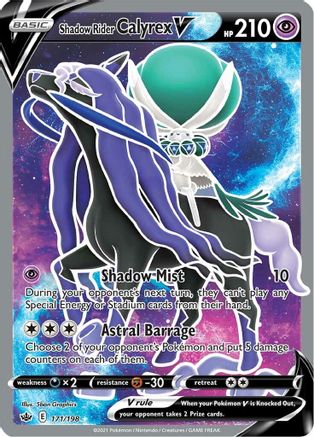 BASIC Shadow Rider Calyrex V HP 210
Shadow Mist 10
During your opponent's next turn, they can't play any
Special Energy or Stadium cards from their hand.
Astral Barrage
Choose 2 of your opponent's Pokémon and put 5 damage
counters on each of them.
weakness ×2 resistance -30 retreat
V rule
When your Pokémon V is Knocked Out,
your opponent takes 2 Prize cards.
Illus. 5ban Graphics
E 171/198
©2021 Pokémon / Nintendo / Creatures / GAME FREAK